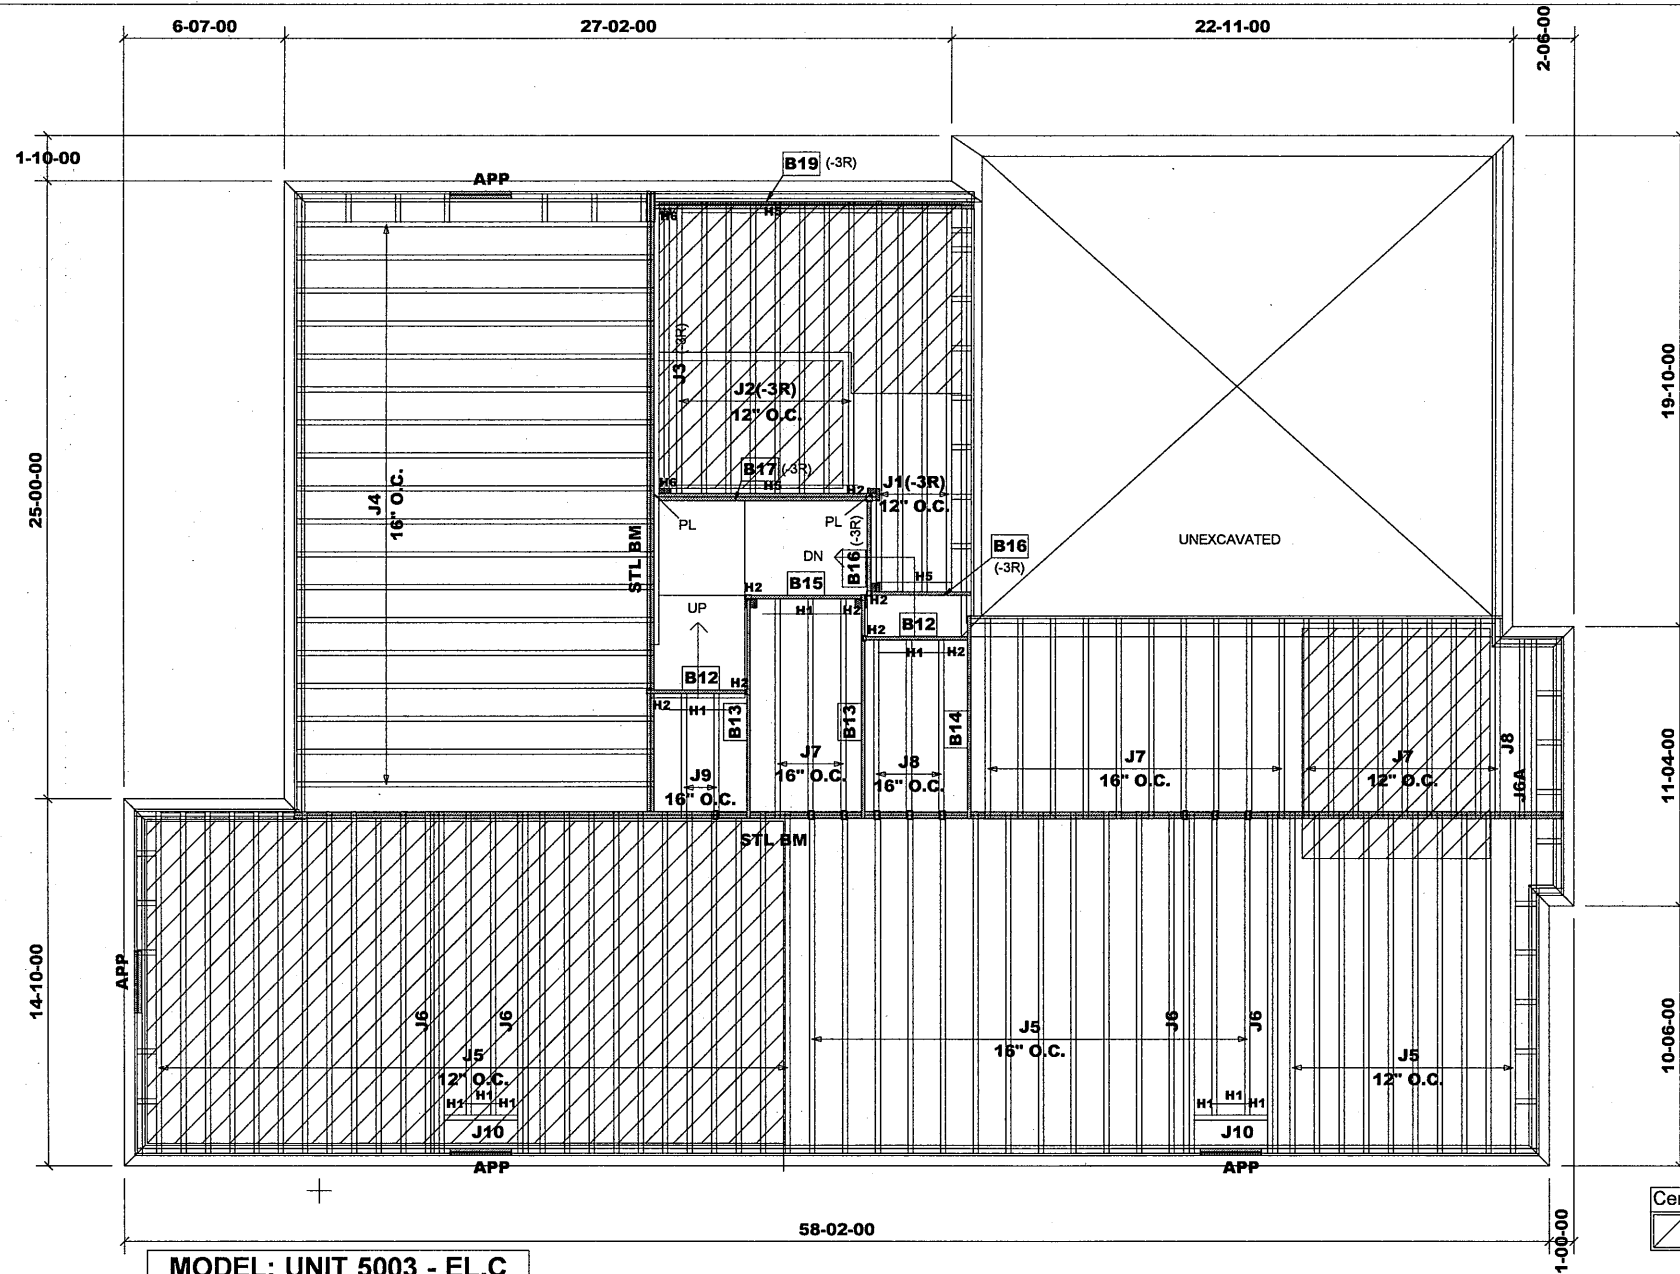 6-07-00
27-02-00
22-11-00
2-06-00
1-10-00
APP
B19 (-3R)
H6
H5
19-10-00
J3 (-3R)
J2(-3R)
12" O.C.
25-00-00
J4
16" O.C.
B17 (-3R)
H6
H5
H2
J1(-3R)
12" O.C.
PL
PL
STL BM
DN
B16 (-3R)
B16
(-3R)
UNEXCAVATED
H5
H2
B15
H2
UP
H1
H2
H2
B12
H1
H2
B12
H2
H2
H1
B13
B13
B14
J9
16" O.C.
J7
16" O.C.
J8
16" O.C.
J7
16" O.C.
J7
12" O.C.
J8
J6A
11-04-00
STL BM
14-10-00
APP
J6
J6
J5
12" O.C.
H1
H1
H1
J10
APP
J5
16" O.C.
J6
J6
H1
H1
H1
J10
APP
J5
12" O.C.
10-06-00
58-02-00
1-00-00
Cer
MODEL: UNIT 5003 - EL.C